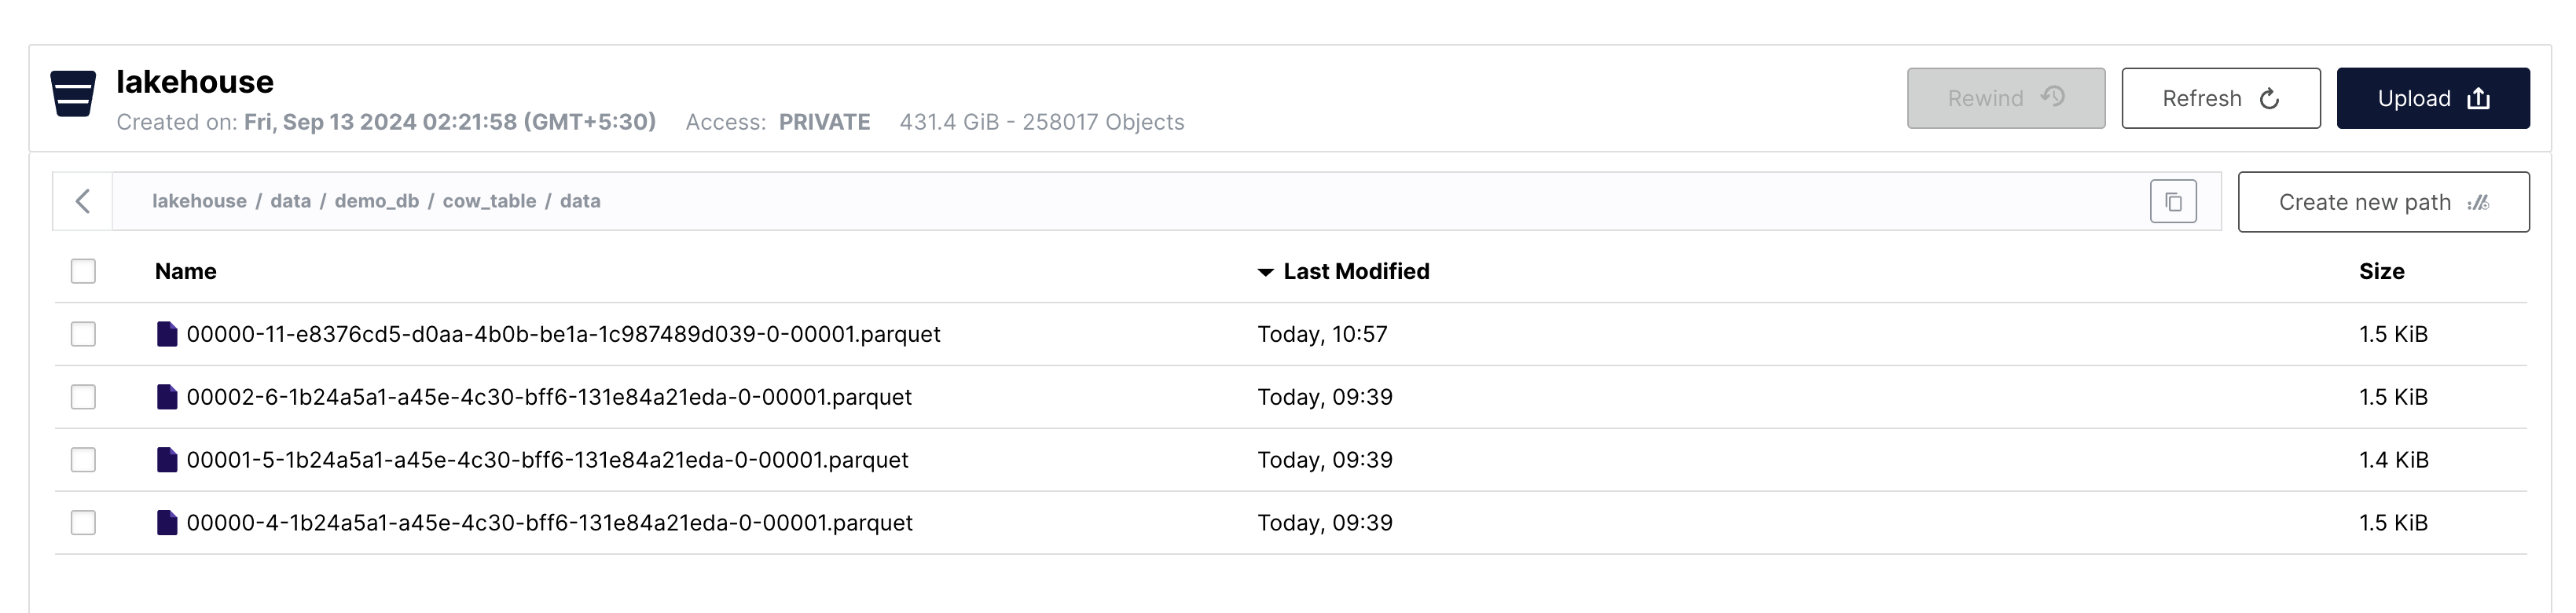 lakehouse
Created on: Fri, Sep 13 2024 02:21:58 (GMT+5:30) Access: PRIVATE 431.4 GiB - 258017 Objects
Rewind Refresh Upload
lakehouse / data / demo_db / cow_table / data
Create new path
Name Last Modified Size
00000-11-e8376cd5-d0aa-4b0b-be1a-1c987489d039-0-00001.parquet Today, 10:57 1.5 KiB
00002-6-1b24a5a1-a45e-4c30-bff6-131e84a21eda-0-00001.parquet Today, 09:39 1.5 KiB
00001-5-1b24a5a1-a45e-4c30-bff6-131e84a21eda-0-00001.parquet Today, 09:39 1.4 KiB
00000-4-1b24a5a1-a45e-4c30-bff6-131e84a21eda-0-00001.parquet Today, 09:39 1.5 KiB